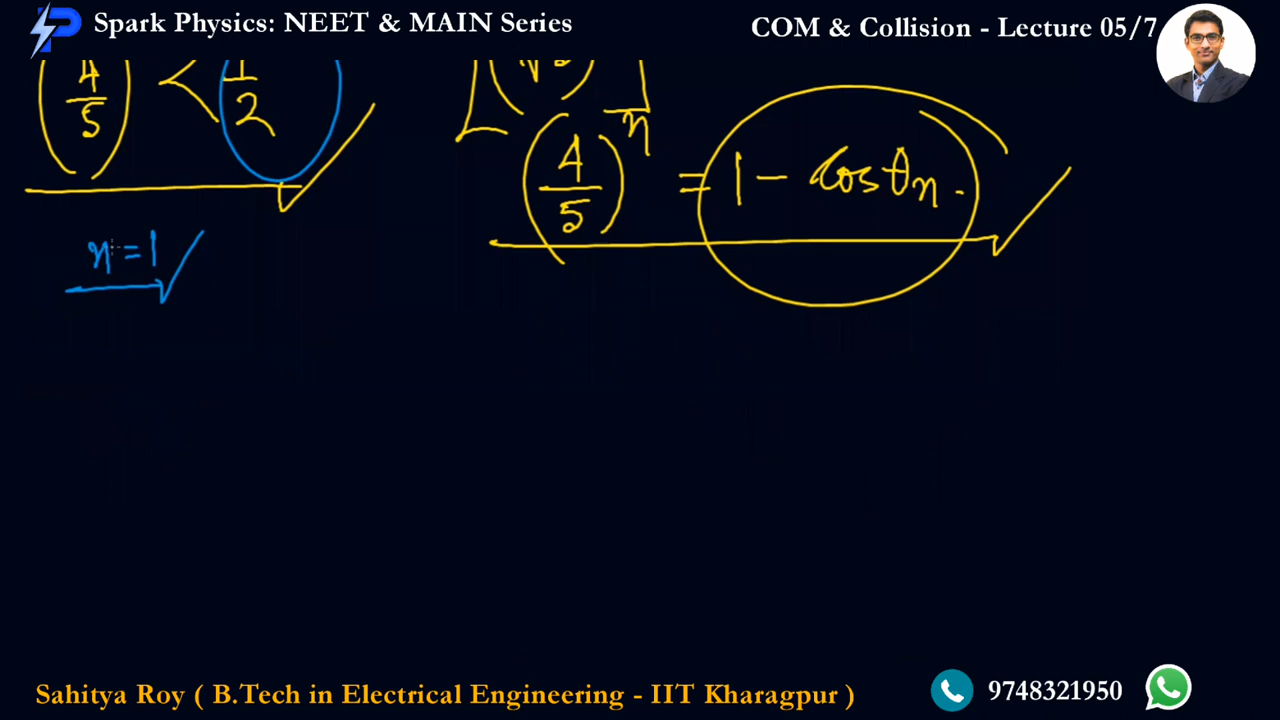 Spark Physics: NEET & MAIN Series
COM & Collision - Lecture 05/7
(4/5) < 1/2
n = 1
(4/5)^n = 1 - cosθn.
Sahitya Roy ( B.Tech in Electrical Engineering - IIT Kharagpur )
9748321950